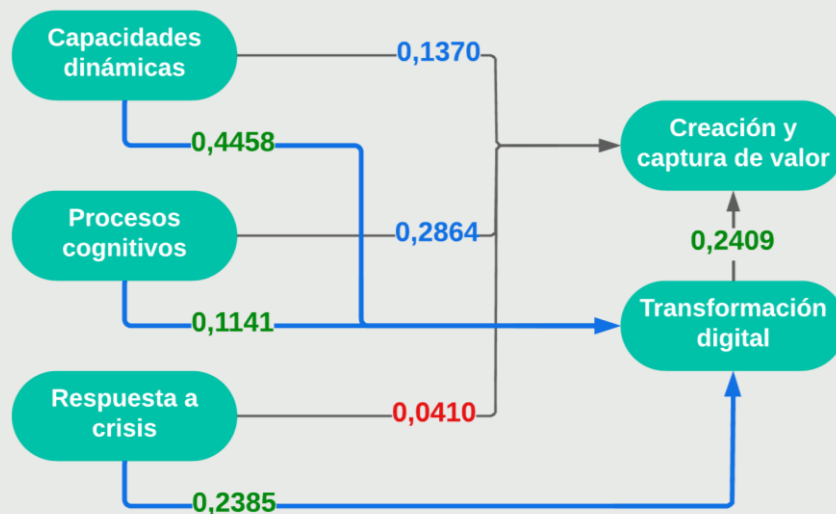 Capacidades
dinámicas
0,1370
0,4458
Creación y
captura de valor
Procesos
cognitivos
0,2864
0,2409
0,1141
Transformación
digital
Respuesta a
crisis
0,0410
0,2385